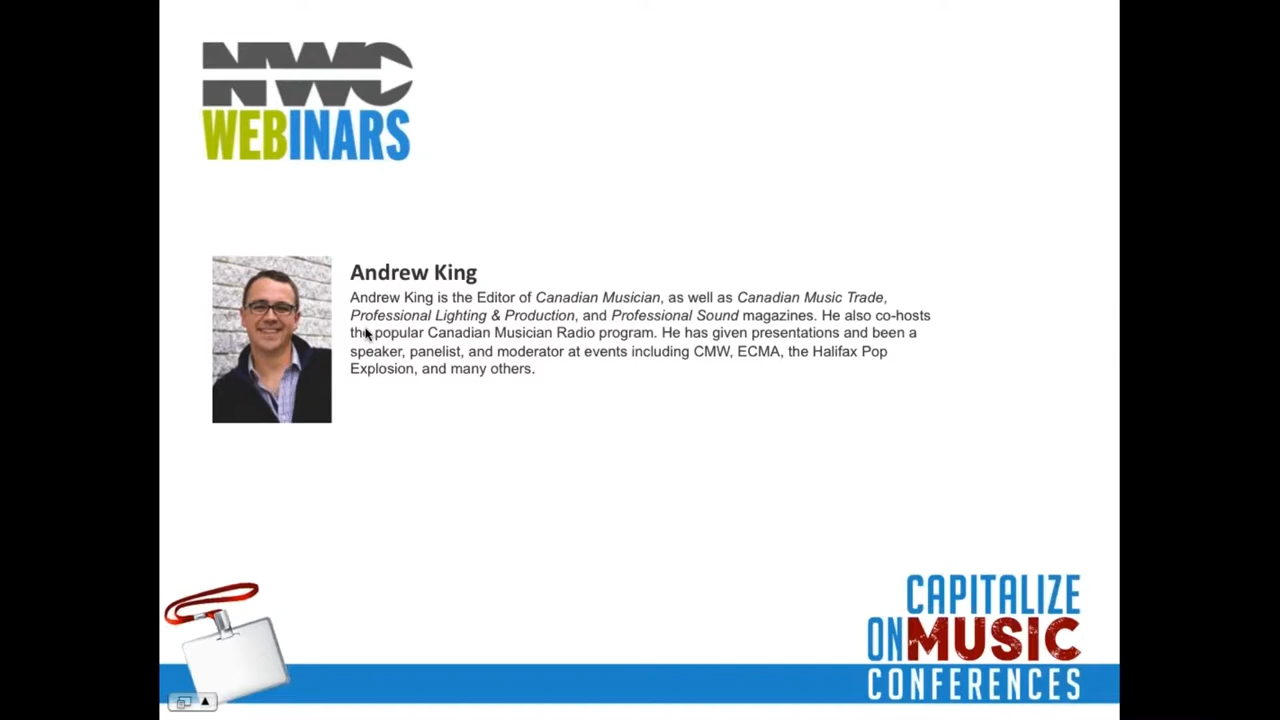 NWC
WEBINARS
Andrew King
Andrew King is the Editor of Canadian Musician, as well as Canadian Music Trade,
Professional Lighting & Production, and Professional Sound magazines. He also co-hosts
the popular Canadian Musician Radio program. He has given presentations and been a
speaker, panelist, and moderator at events including CMW, ECMA, the Halifax Pop
Explosion, and many others.
CAPITALIZE
ON MUSIC
CONFERENCES